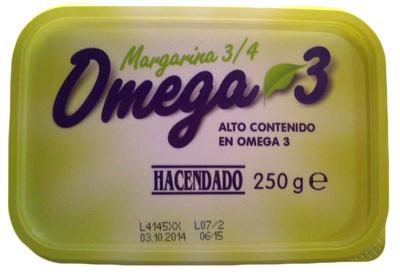 Margarina 3/4
Omega 3
ALTO CONTENIDO
EN OMEGA 3
HACENDADO 250 g e
L4145XX L07/2
03.10.2014 06:15